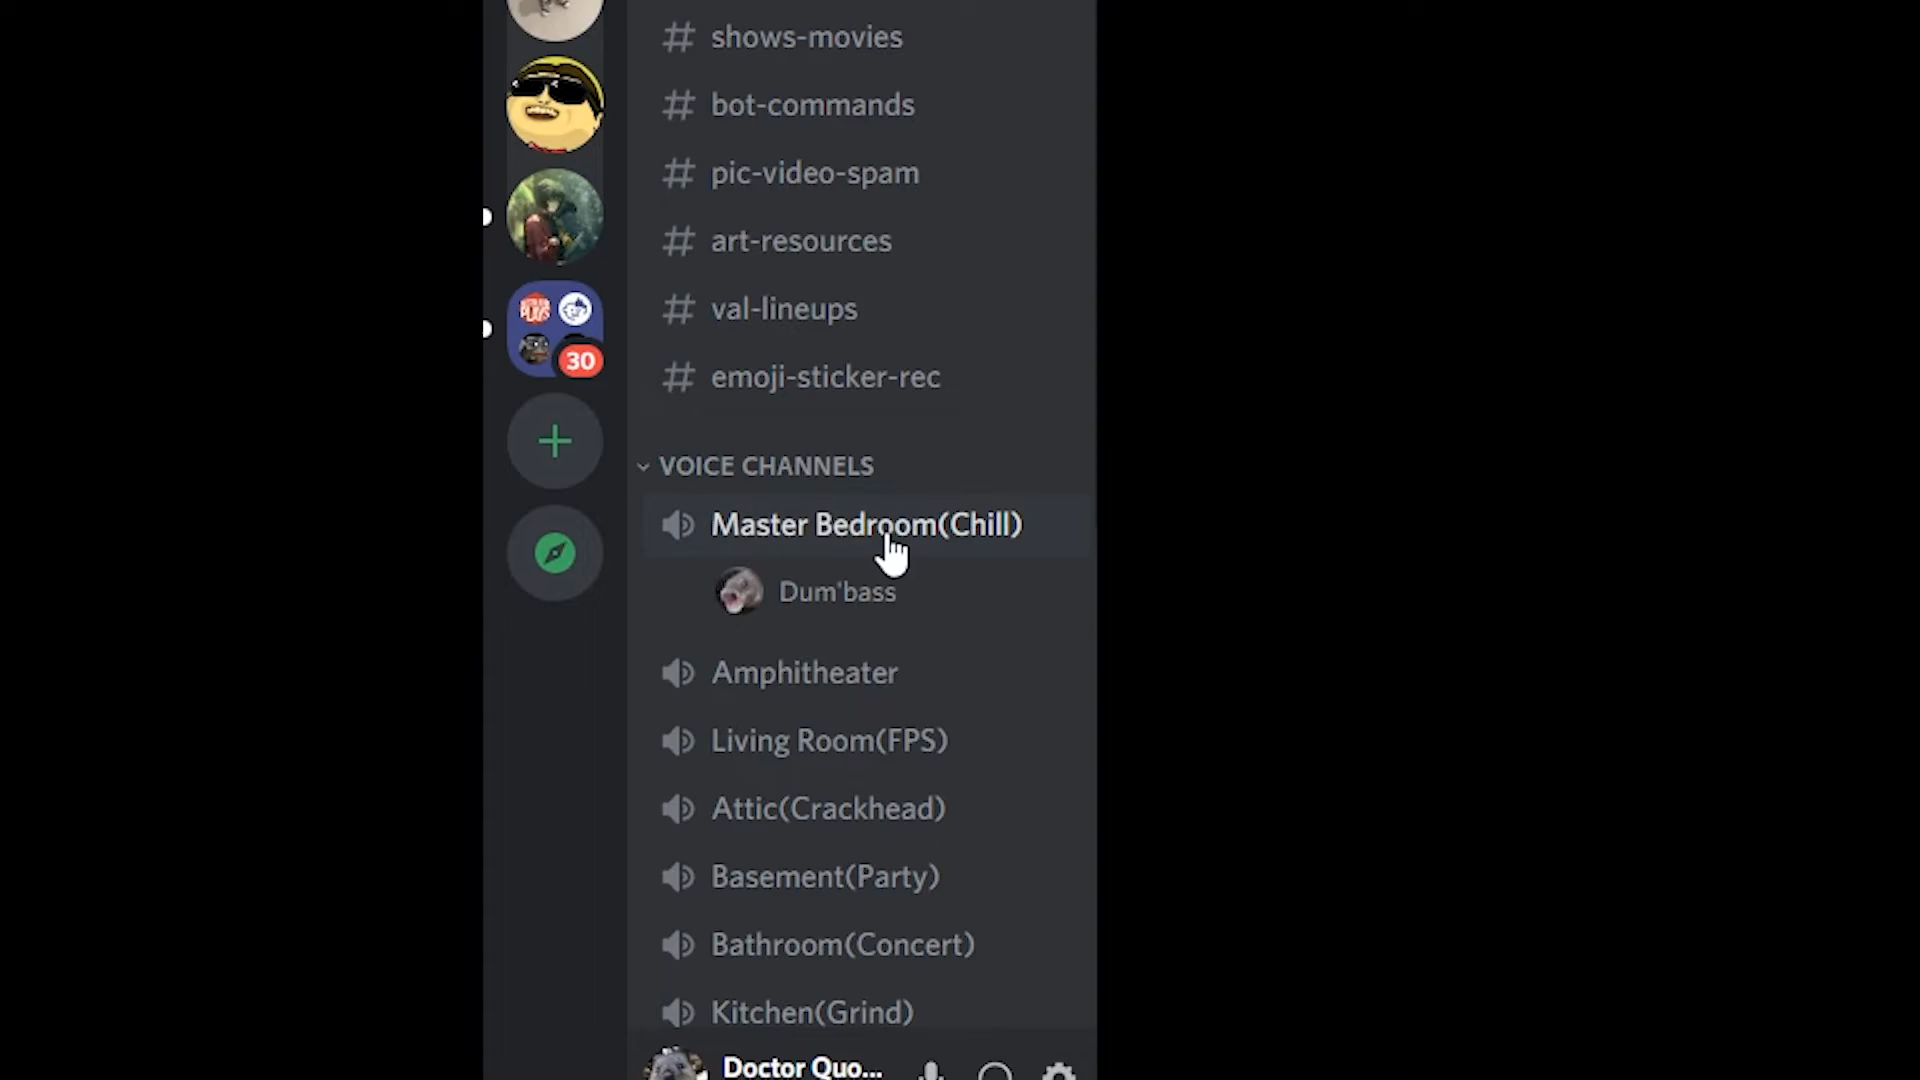 shows-movies
bot-commands
pic-video-spam
art-resources
val-lineups
PLAYS
30
emoji-sticker-rec
VOICE CHANNELS
Master Bedroom(Chill)
Dum'bass
Amphitheater
Living Room(FPS)
Attic(Crackhead)
Basement(Party)
Bathroom(Concert)
Kitchen(Grind)
Doctor Quo...